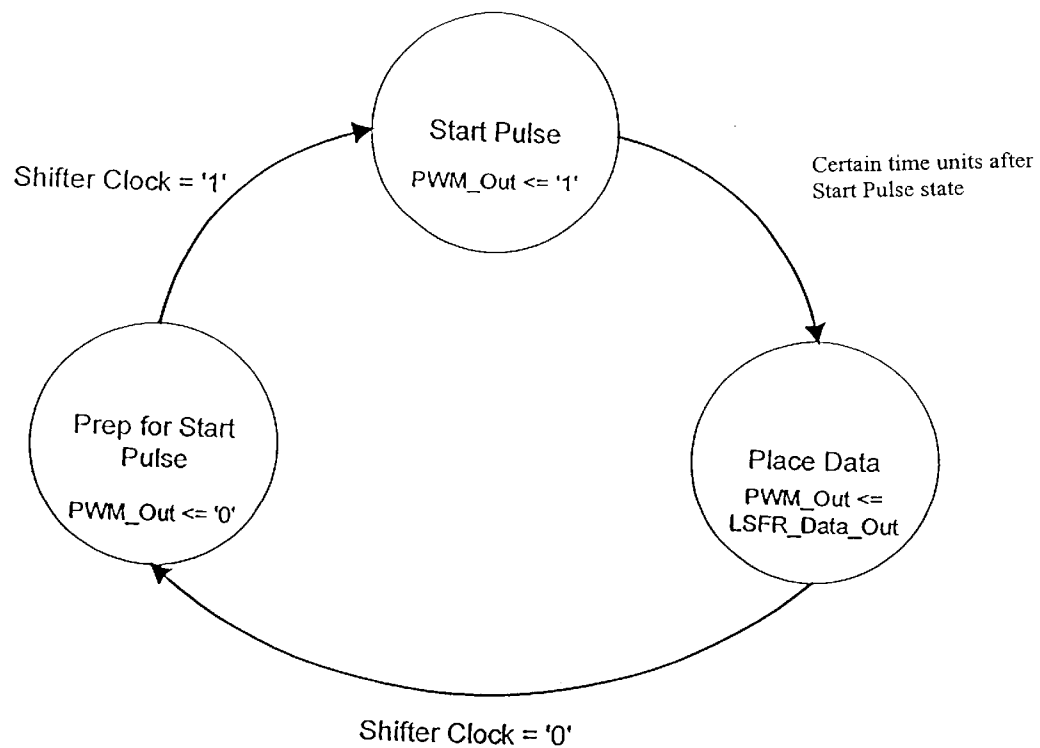 Start Pulse
PWM_Out <= '1'
Shifter Clock = '1'
Certain time units after
Start Pulse state
Prep for Start
Pulse
PWM_Out <= '0'
Place Data
PWM_Out <=
LSFR_Data_Out
Shifter Clock = '0'